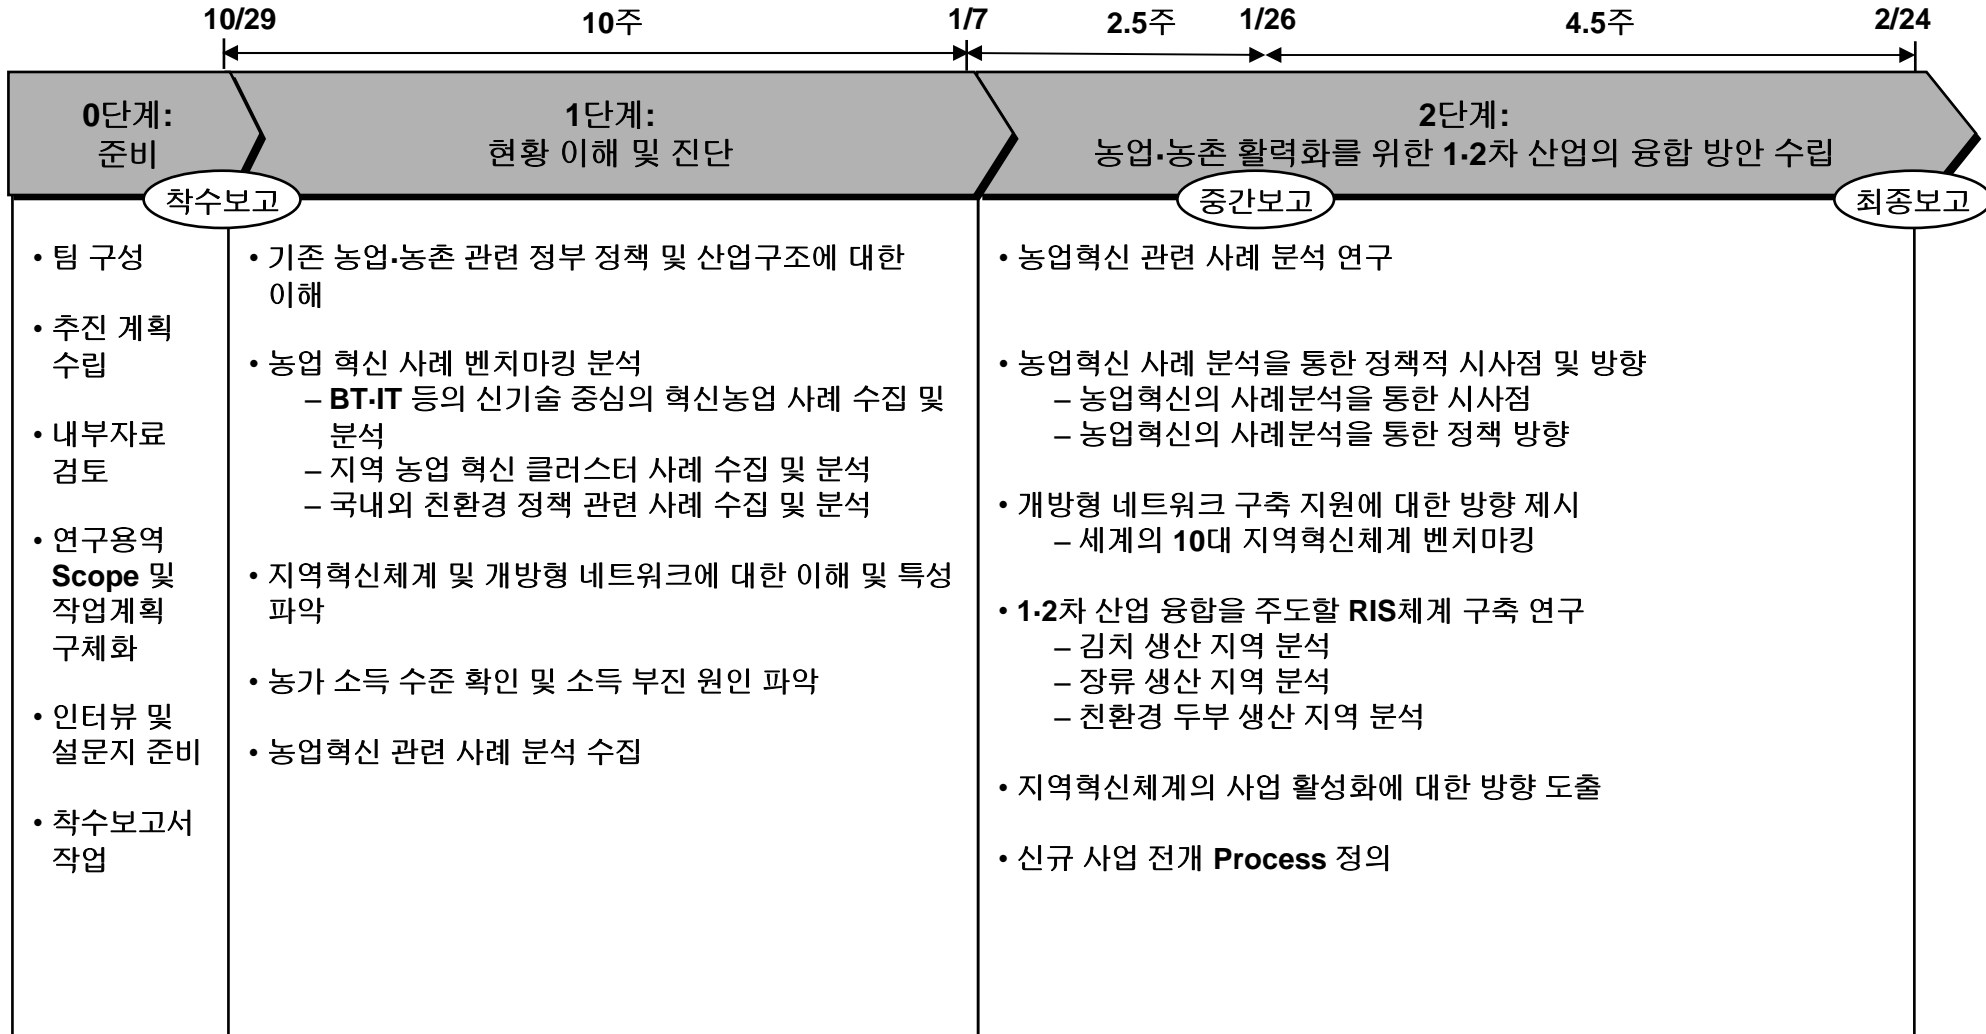 10/29
10주
1/7
2.5주
1/26
4.5주
2/24
0단계:
준비
1단계:
현황 이해 및 진단
2단계:
농업·농촌 활력화를 위한 1·2차 산업의 융합 방안 수립
착수보고
중간보고
최종보고
• 팀 구성
• 추진 계획
수립
• 내부자료
검토
• 연구용역
Scope 및
작업계획
구체화
• 인터뷰 및
설문지 준비
• 착수보고서
작업
• 기존 농업·농촌 관련 정부 정책 및 산업구조에 대한
이해
• 농업 혁신 사례 벤치마킹 분석
– BT·IT 등의 신기술 중심의 혁신농업 사례 수집 및
분석
– 지역 농업 혁신 클러스터 사례 수집 및 분석
– 국내외 친환경 정책 관련 사례 수집 및 분석
• 지역혁신체계 및 개방형 네트워크에 대한 이해 및 특성
파악
• 농가 소득 수준 확인 및 소득 부진 원인 파악
• 농업혁신 관련 사례 분석 수집
• 농업혁신 관련 사례 분석 연구
• 농업혁신 사례 분석을 통한 정책적 시사점 및 방향
– 농업혁신의 사례분석을 통한 시사점
– 농업혁신의 사례분석을 통한 정책 방향
• 개방형 네트워크 구축 지원에 대한 방향 제시
– 세계의 10대 지역혁신체계 벤치마킹
• 1·2차 산업 융합을 주도할 RIS체계 구축 연구
– 김치 생산 지역 분석
– 장류 생산 지역 분석
– 친환경 두부 생산 지역 분석
• 지역혁신체계의 사업 활성화에 대한 방향 도출
• 신규 사업 전개 Process 정의